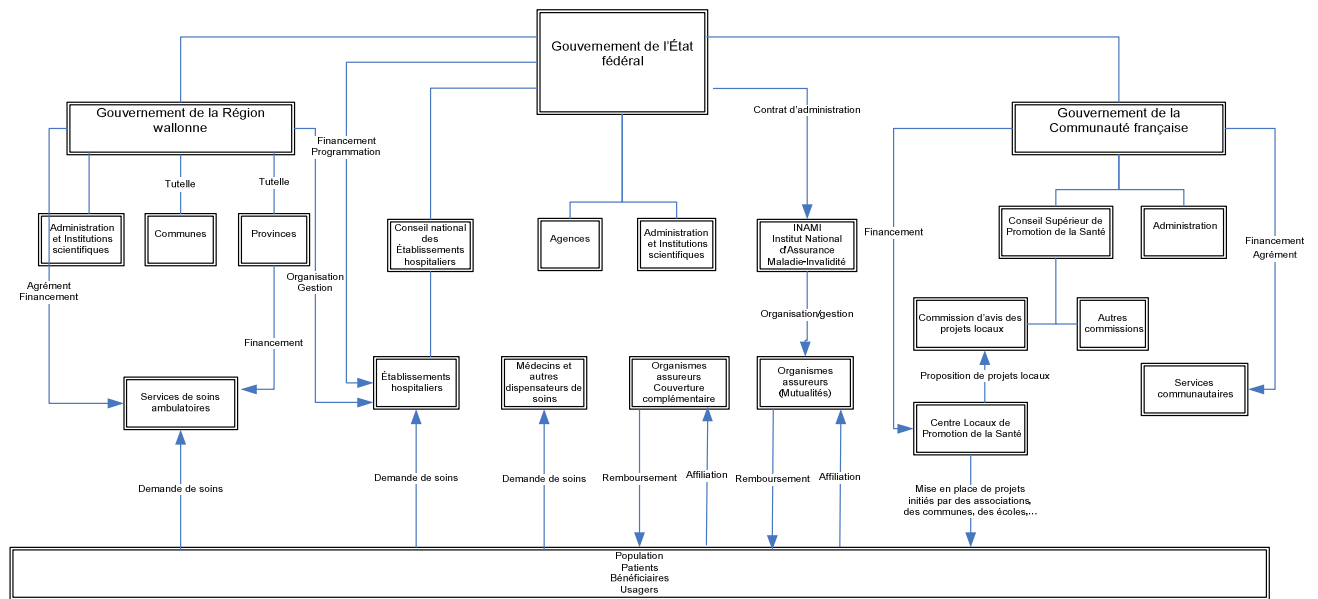 Gouvernement de l'État
fédéral
Gouvernement de la Région
wallonne
Contrat d'administration
Gouvernement de la
Communauté française
Financement
Programmation
Tutelle
Tutelle
Administration
et Institutions
scientifiques
Communes
Provinces
Conseil national
des
Établissements
hospitaliers
Agences
Administration
et Institutions
scientifiques
INAMI
Institut National
d'Assurance
Maladie-Invalidité
Financement
Conseil Supérieur de
Promotion de la Santé
Administration
Financement
Agrément
Agrément
Financement
Organisation
Gestion
Organisation/gestion
Commission d'avis des
projets locaux
Autres
commissions
Financement
Services de soins
ambulatoires
Établissements
hospitaliers
Médecins et
autres
dispensateurs de
soins
Organismes
assureurs
Couverture
complémentaire
Organismes
assureurs
(Mutualités)
Proposition de projets locaux
Services
communautaires
Centre Locaux de
Promotion de la Santé
Demande de soins
Demande de soins
Demande de soins
Remboursement
Affiliation
Remboursement
Affiliation
Mise en place de projets
initiés par des associations,
des communes, des écoles,...
Population
Patients
Bénéficiaires
Usagers